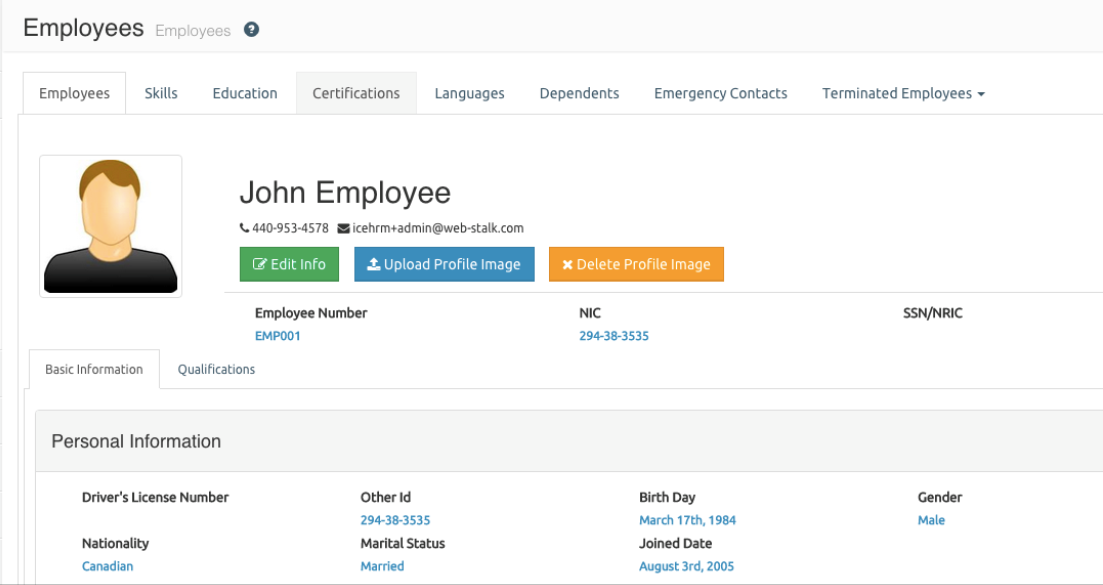 Employees Employees ?
Employees Skills Education Certifications Languages Dependents Emergency Contacts Terminated Employees
John Employee
440-953-4578 icehrm+admin@web-stalk.com
Edit Info Upload Profile Image Delete Profile Image
Employee Number NIC SSN/NRIC
EMP001 294-38-3535
Basic Information Qualifications
Personal Information
Driver's License Number Other Id Birth Day Gender
294-38-3535 March 17th, 1984 Male
Nationality Marital Status Joined Date
Canadian Married August 3rd, 2005